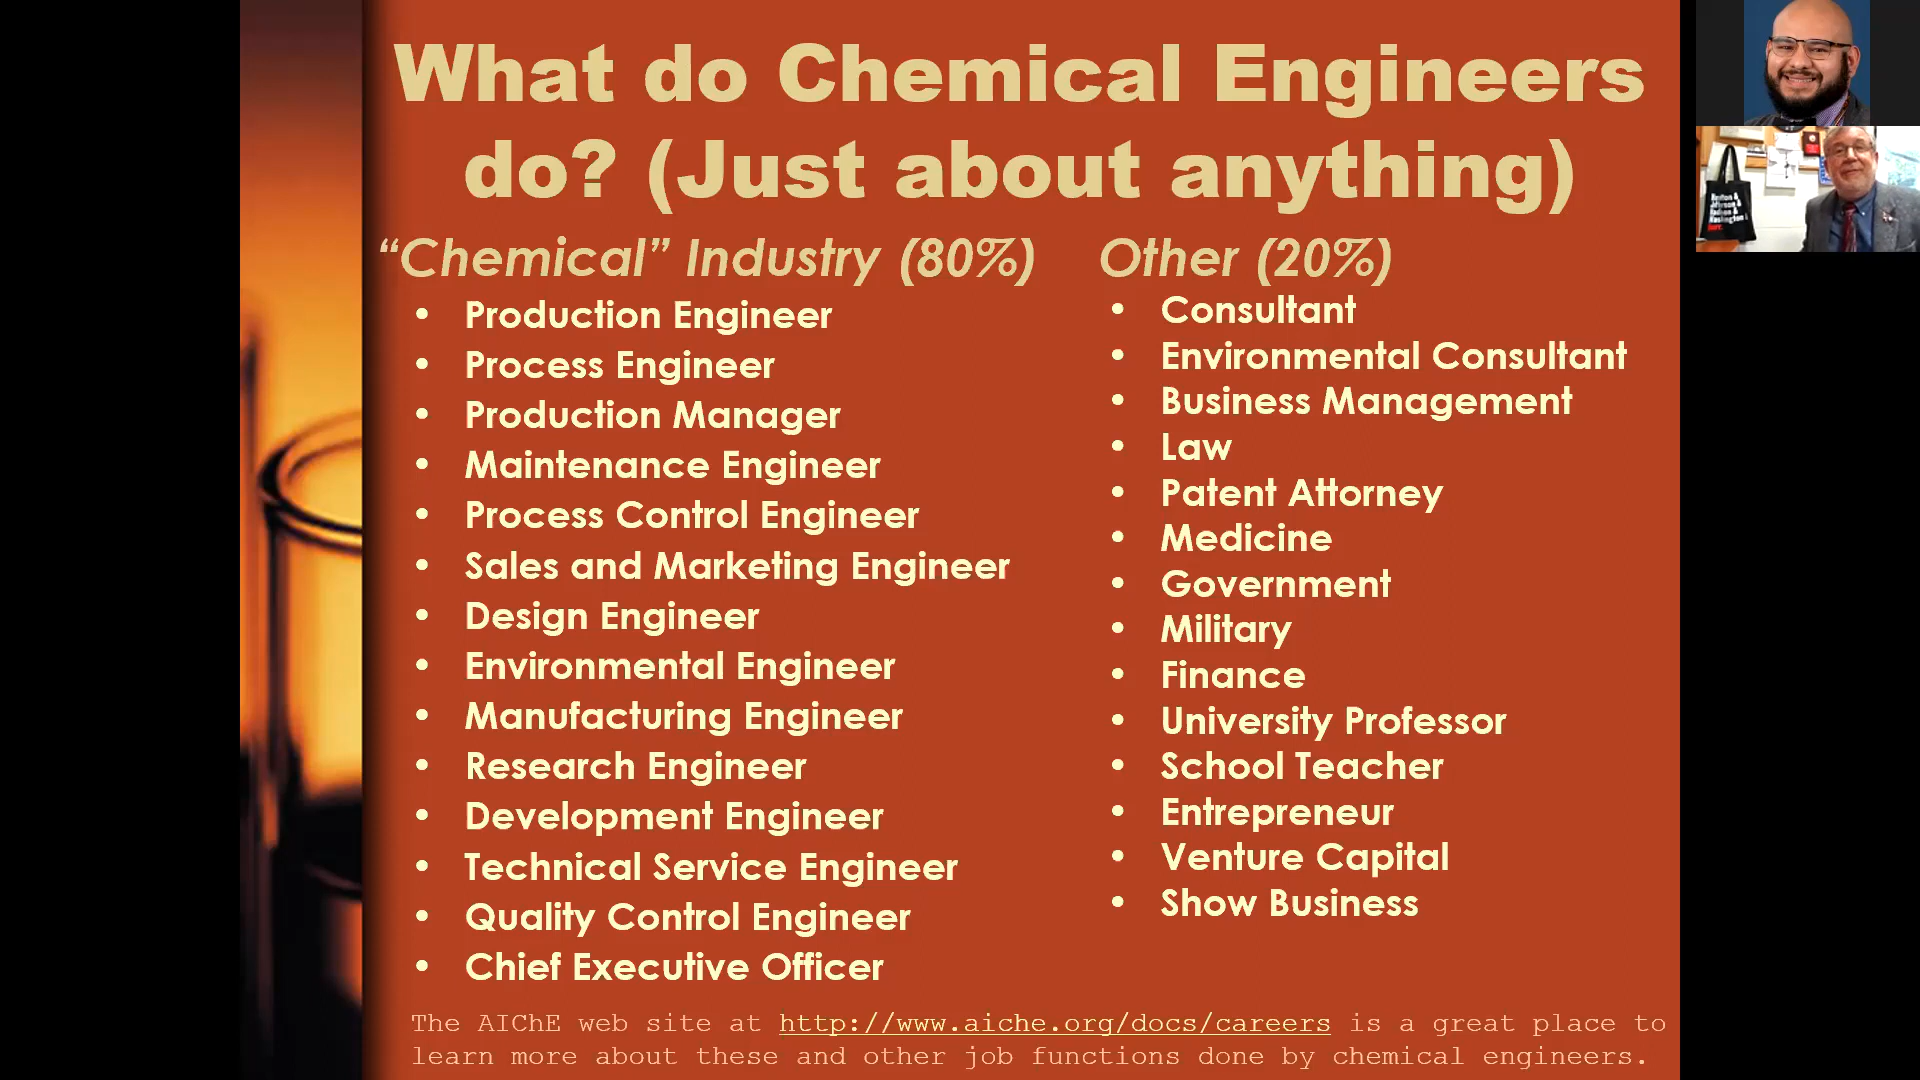 What do Chemical Engineers
do? (Just about anything)
“Chemical” Industry (80%)
• Production Engineer
• Process Engineer
• Production Manager
• Maintenance Engineer
• Process Control Engineer
• Sales and Marketing Engineer
• Design Engineer
• Environmental Engineer
• Manufacturing Engineer
• Research Engineer
• Development Engineer
• Technical Service Engineer
• Quality Control Engineer
• Chief Executive Officer
Other (20%)
• Consultant
• Environmental Consultant
• Business Management
• Law
• Patent Attorney
• Medicine
• Government
• Military
• Finance
• University Professor
• School Teacher
• Entrepreneur
• Venture Capital
• Show Business
The AIChE web site at http://www.aiche.org/docs/careers is a great place to
learn more about these and other job functions done by chemical engineers.